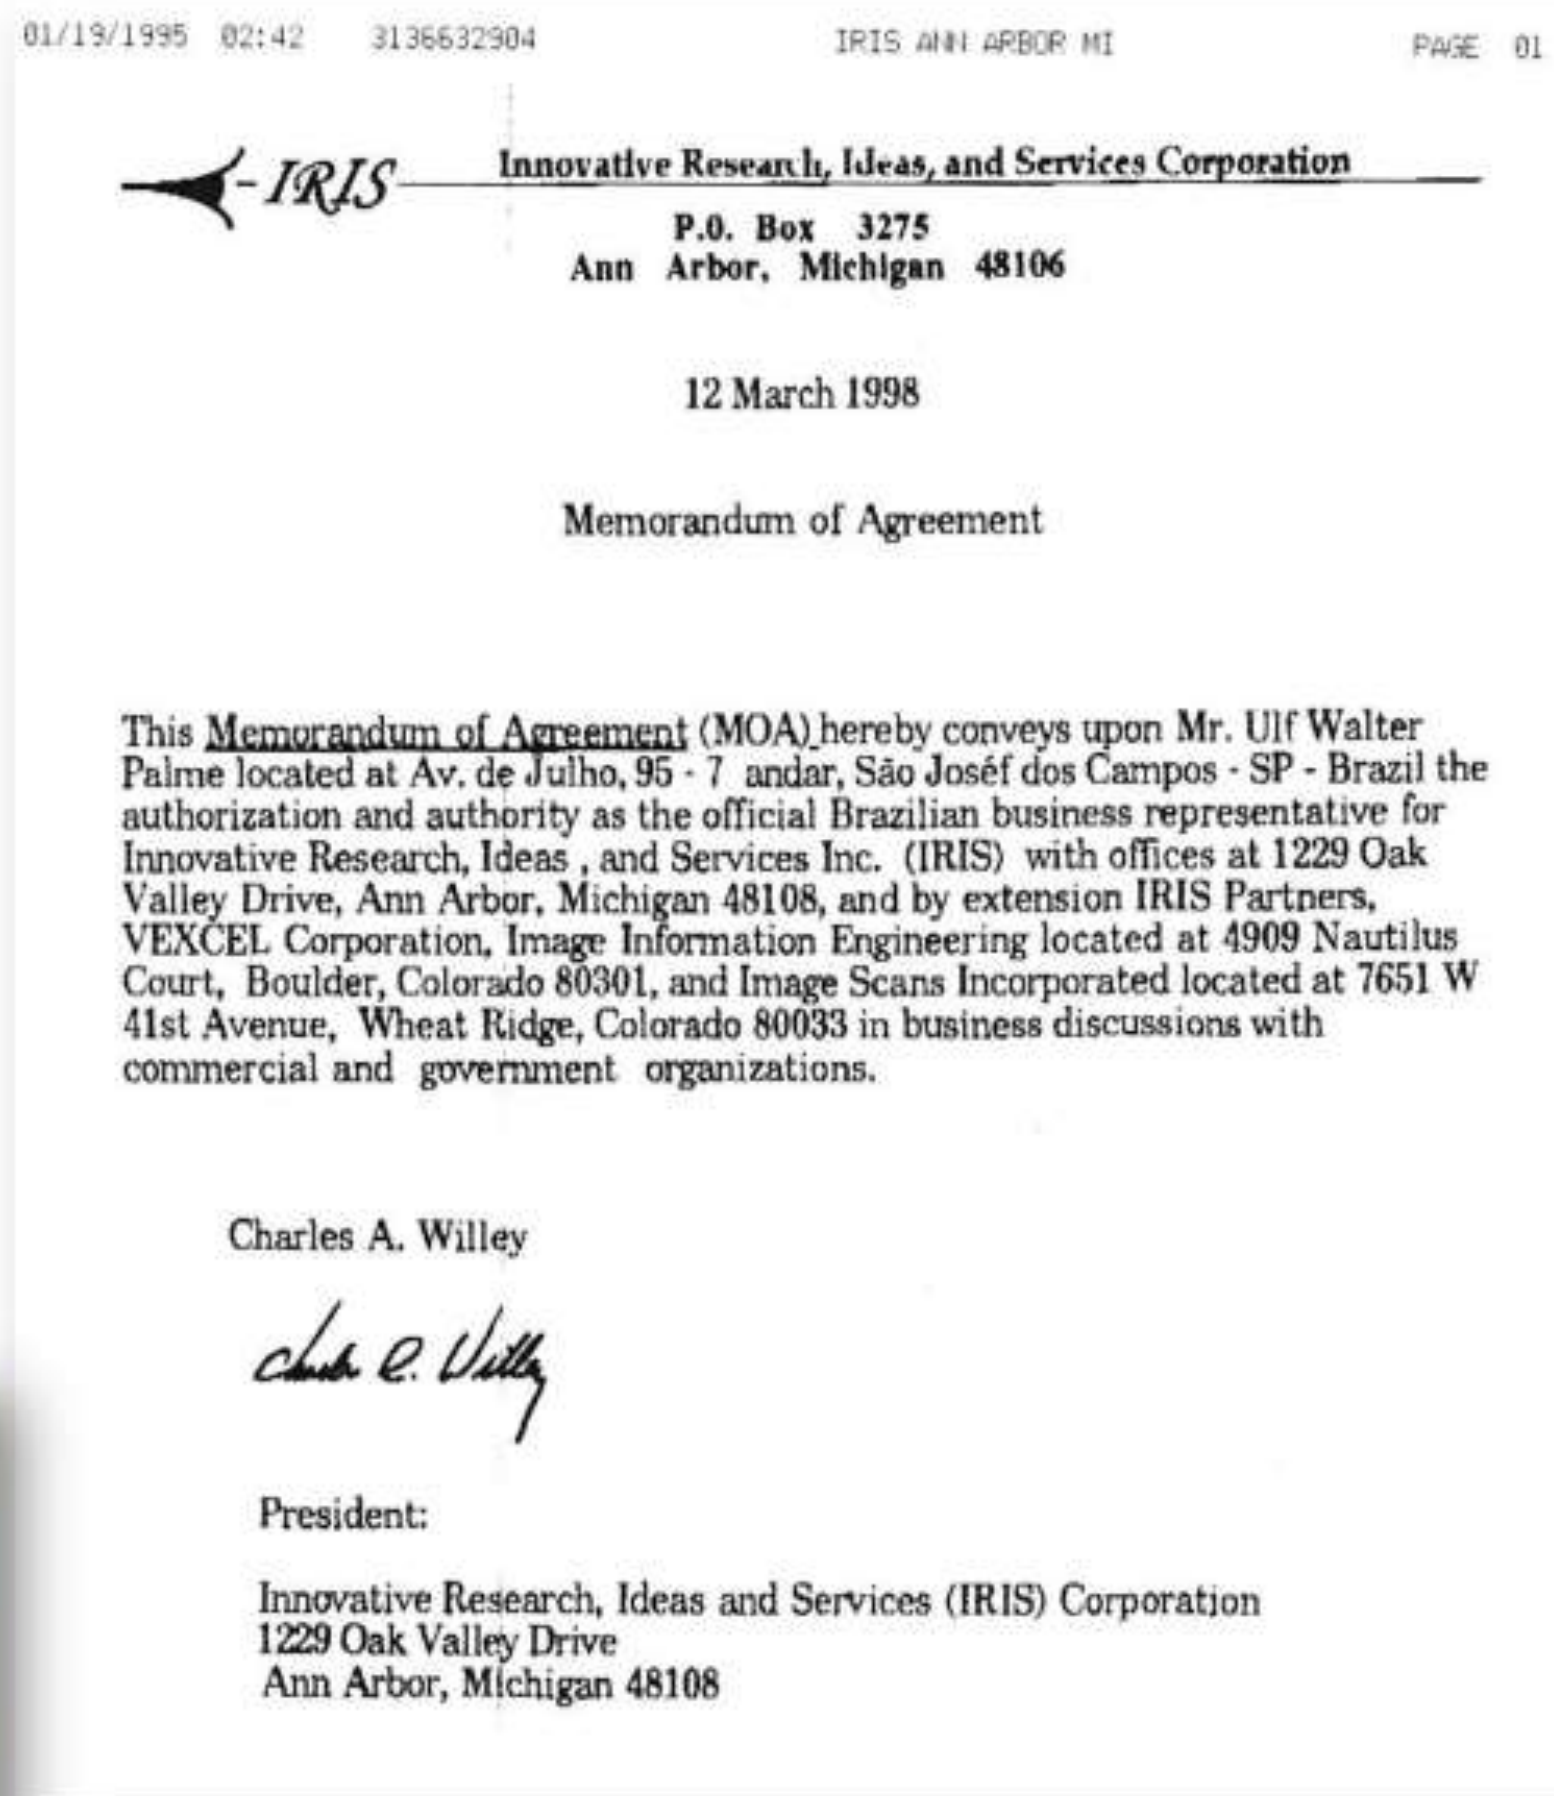 01/19/1995 02:42 3136632904 IRIS ANN ARBOR MI PAGE 01
-IRIS Innovative Research, Ideas, and Services Corporation
P.O. Box 3275
Ann Arbor, Michigan 48106
12 March 1998
Memorandum of Agreement
This Memorandum of Agreement (MOA) hereby conveys upon Mr. Ulf Walter
Palme located at Av. de Julho, 95 - 7 andar, São Joséf dos Campos - SP - Brazil the
authorization and authority as the official Brazilian business representative for
Innovative Research, Ideas , and Services Inc. (IRIS) with offices at 1229 Oak
Valley Drive, Ann Arbor, Michigan 48108, and by extension IRIS Partners,
VEXCEL Corporation, Image Information Engineering located at 4909 Nautilus
Court, Boulder, Colorado 80301, and Image Scans Incorporated located at 7651 W
41st Avenue, Wheat Ridge, Colorado 80033 in business discussions with
commercial and government organizations.
Charles A. Willey
President:
Innovative Research, Ideas and Services (IRIS) Corporation
1229 Oak Valley Drive
Ann Arbor, Michigan 48108